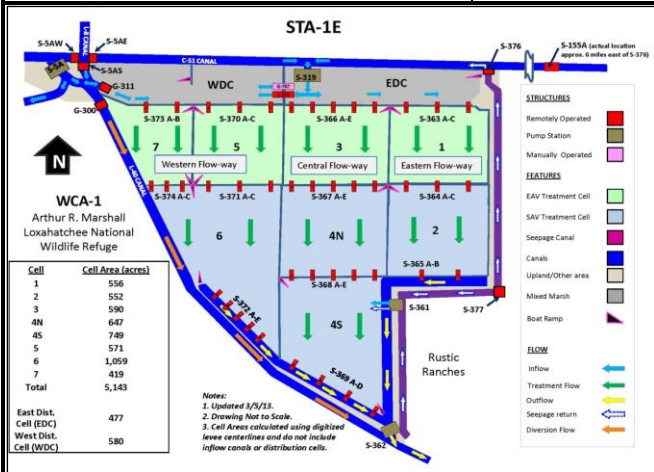 STA-1E
S-5AW
L-8 CANAL
S-5AE
S-5A
S-5AS
C-51 CANAL
G-311
G-300
WDC
S-319
EDC
S-376
S-155A (actual location
approx. 6 miles east of S-376)
S-373 A-B
S-370 A-C
S-366 A-E
S-363 A-C
7
5
3
1
Western Flow-way
Central Flow-way
Eastern Flow-way
S-374 A-C
S-371 A-C
S-367 A-E
S-364 A-C
6
4N
2
S-365 A-B
S-368 A-E
S-372 A-E
4S
S-361
S-377
S-369 A-D
S-362
Rustic
Ranches
N
L-40 CANAL
WCA-1
Arthur R. Marshall
Loxahatchee National
Wildlife Refuge
Cell Cell Area (acres)
1 556
2 552
3 590
4N 647
4S 749
5 571
6 1,059
7 419
Total 5,143
East Dist.
Cell (EDC) 477
West Dist.
Cell (WDC) 580
Notes:
1. Updated 3/5/13.
2. Drawing Not to Scale.
3. Cell Areas calculated using digitized
levee centerlines and do not include
inflow canals or distribution cells.
STRUCTURES
Remotely Operated
Pump Station
Manually Operated
FEATURES
EAV Treatment Cell
SAV Treatment Cell
Seepage Canal
Canals
Upland/Other area
Mixed Marsh
Boat Ramp
FLOW
Inflow
Treatment Flow
Outflow
Seepage return
Diversion Flow